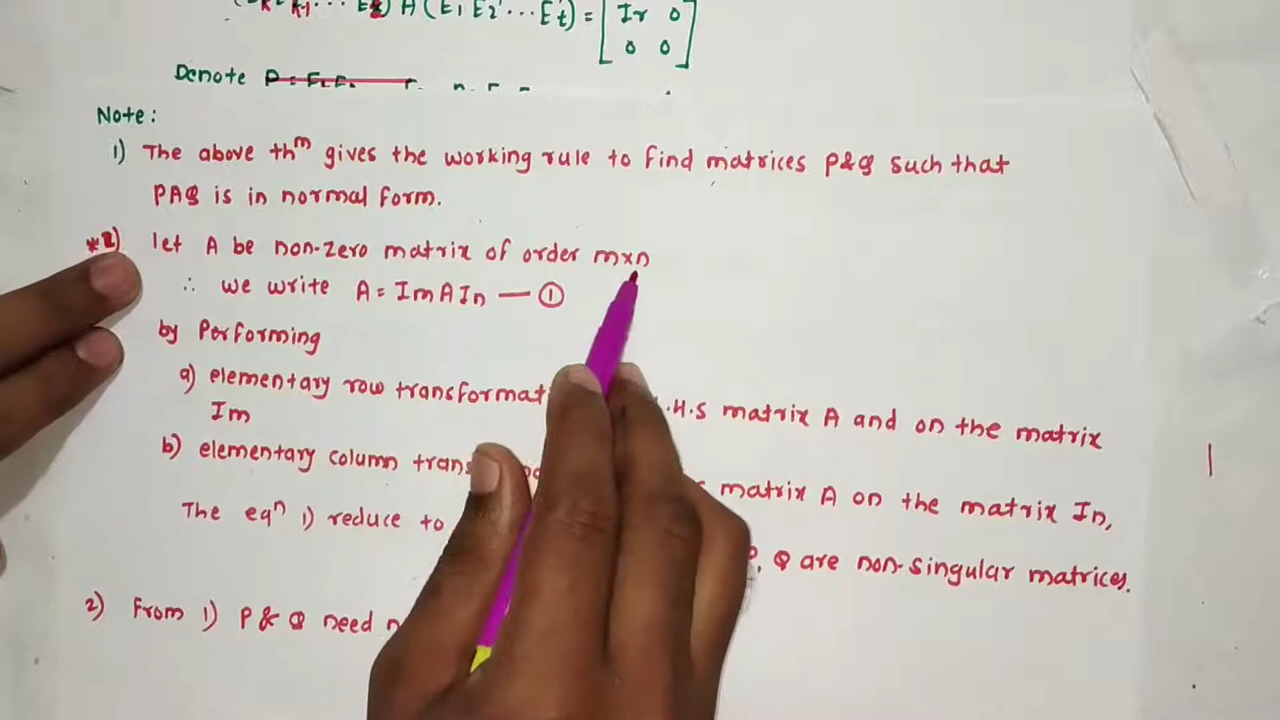 A (E1 E2 ... Et) = [Ir 0
0 0]
Denote
Note:
1) The above thm gives the working rule to find matrices P&Q such that
PAQ is in normal form.
*2) let A be non-zero matrix of order mxn
∴ we write A = Im A In — ①
by Performing
a) elementary row transformati .H.S matrix A and on the matrix
Im
b) elementary column trans matrix A on the matrix In,
The eqn 1) reduce to , Q are non-singular matrices.
2) From 1) P & Q need